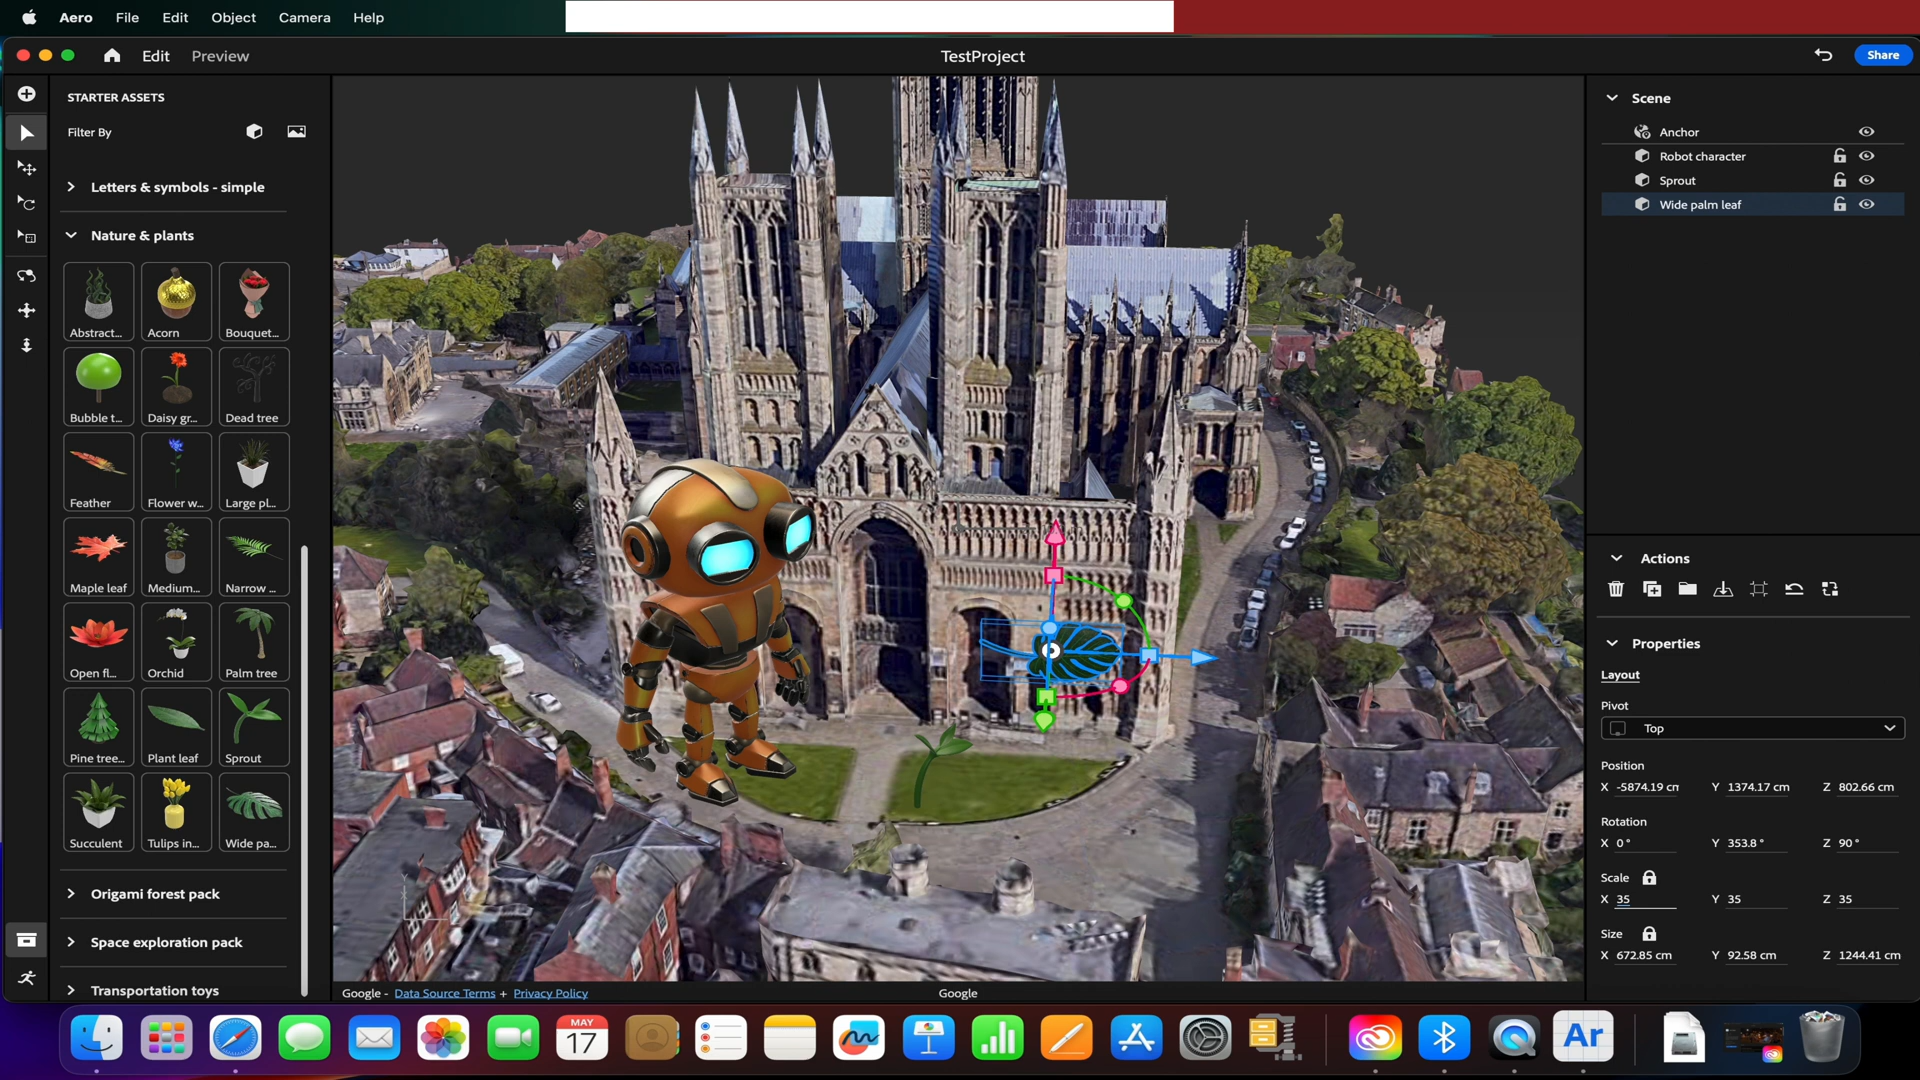 Aero File Edit Object Camera Help
Edit Preview TestProject Share
STARTER ASSETS
Filter By
Letters & symbols - simple
Nature & plants
Abstract... Acorn Bouquet...
Bubble t... Daisy gr... Dead tree
Feather Flower w... Large pl...
Maple leaf Medium... Narrow ...
Open fl... Orchid Palm tree
Pine tree... Plant leaf Sprout
Succulent Tulips in... Wide pa...
Origami forest pack
Space exploration pack
Transportation toys
Google - Data Source Terms + Privacy Policy
Google
Scene
Anchor
Robot character
Sprout
Wide palm leaf
Actions
Properties
Layout
Pivot
Top
Position
X -5874.19 cm Y 1374.17 cm Z 802.66 cm
Rotation
X 0° Y 353.8° Z 90°
Scale
X 35 Y 35 Z 35
Size
X 672.85 cm Y 92.58 cm Z 1244.41 cm
MAY
17
Ar